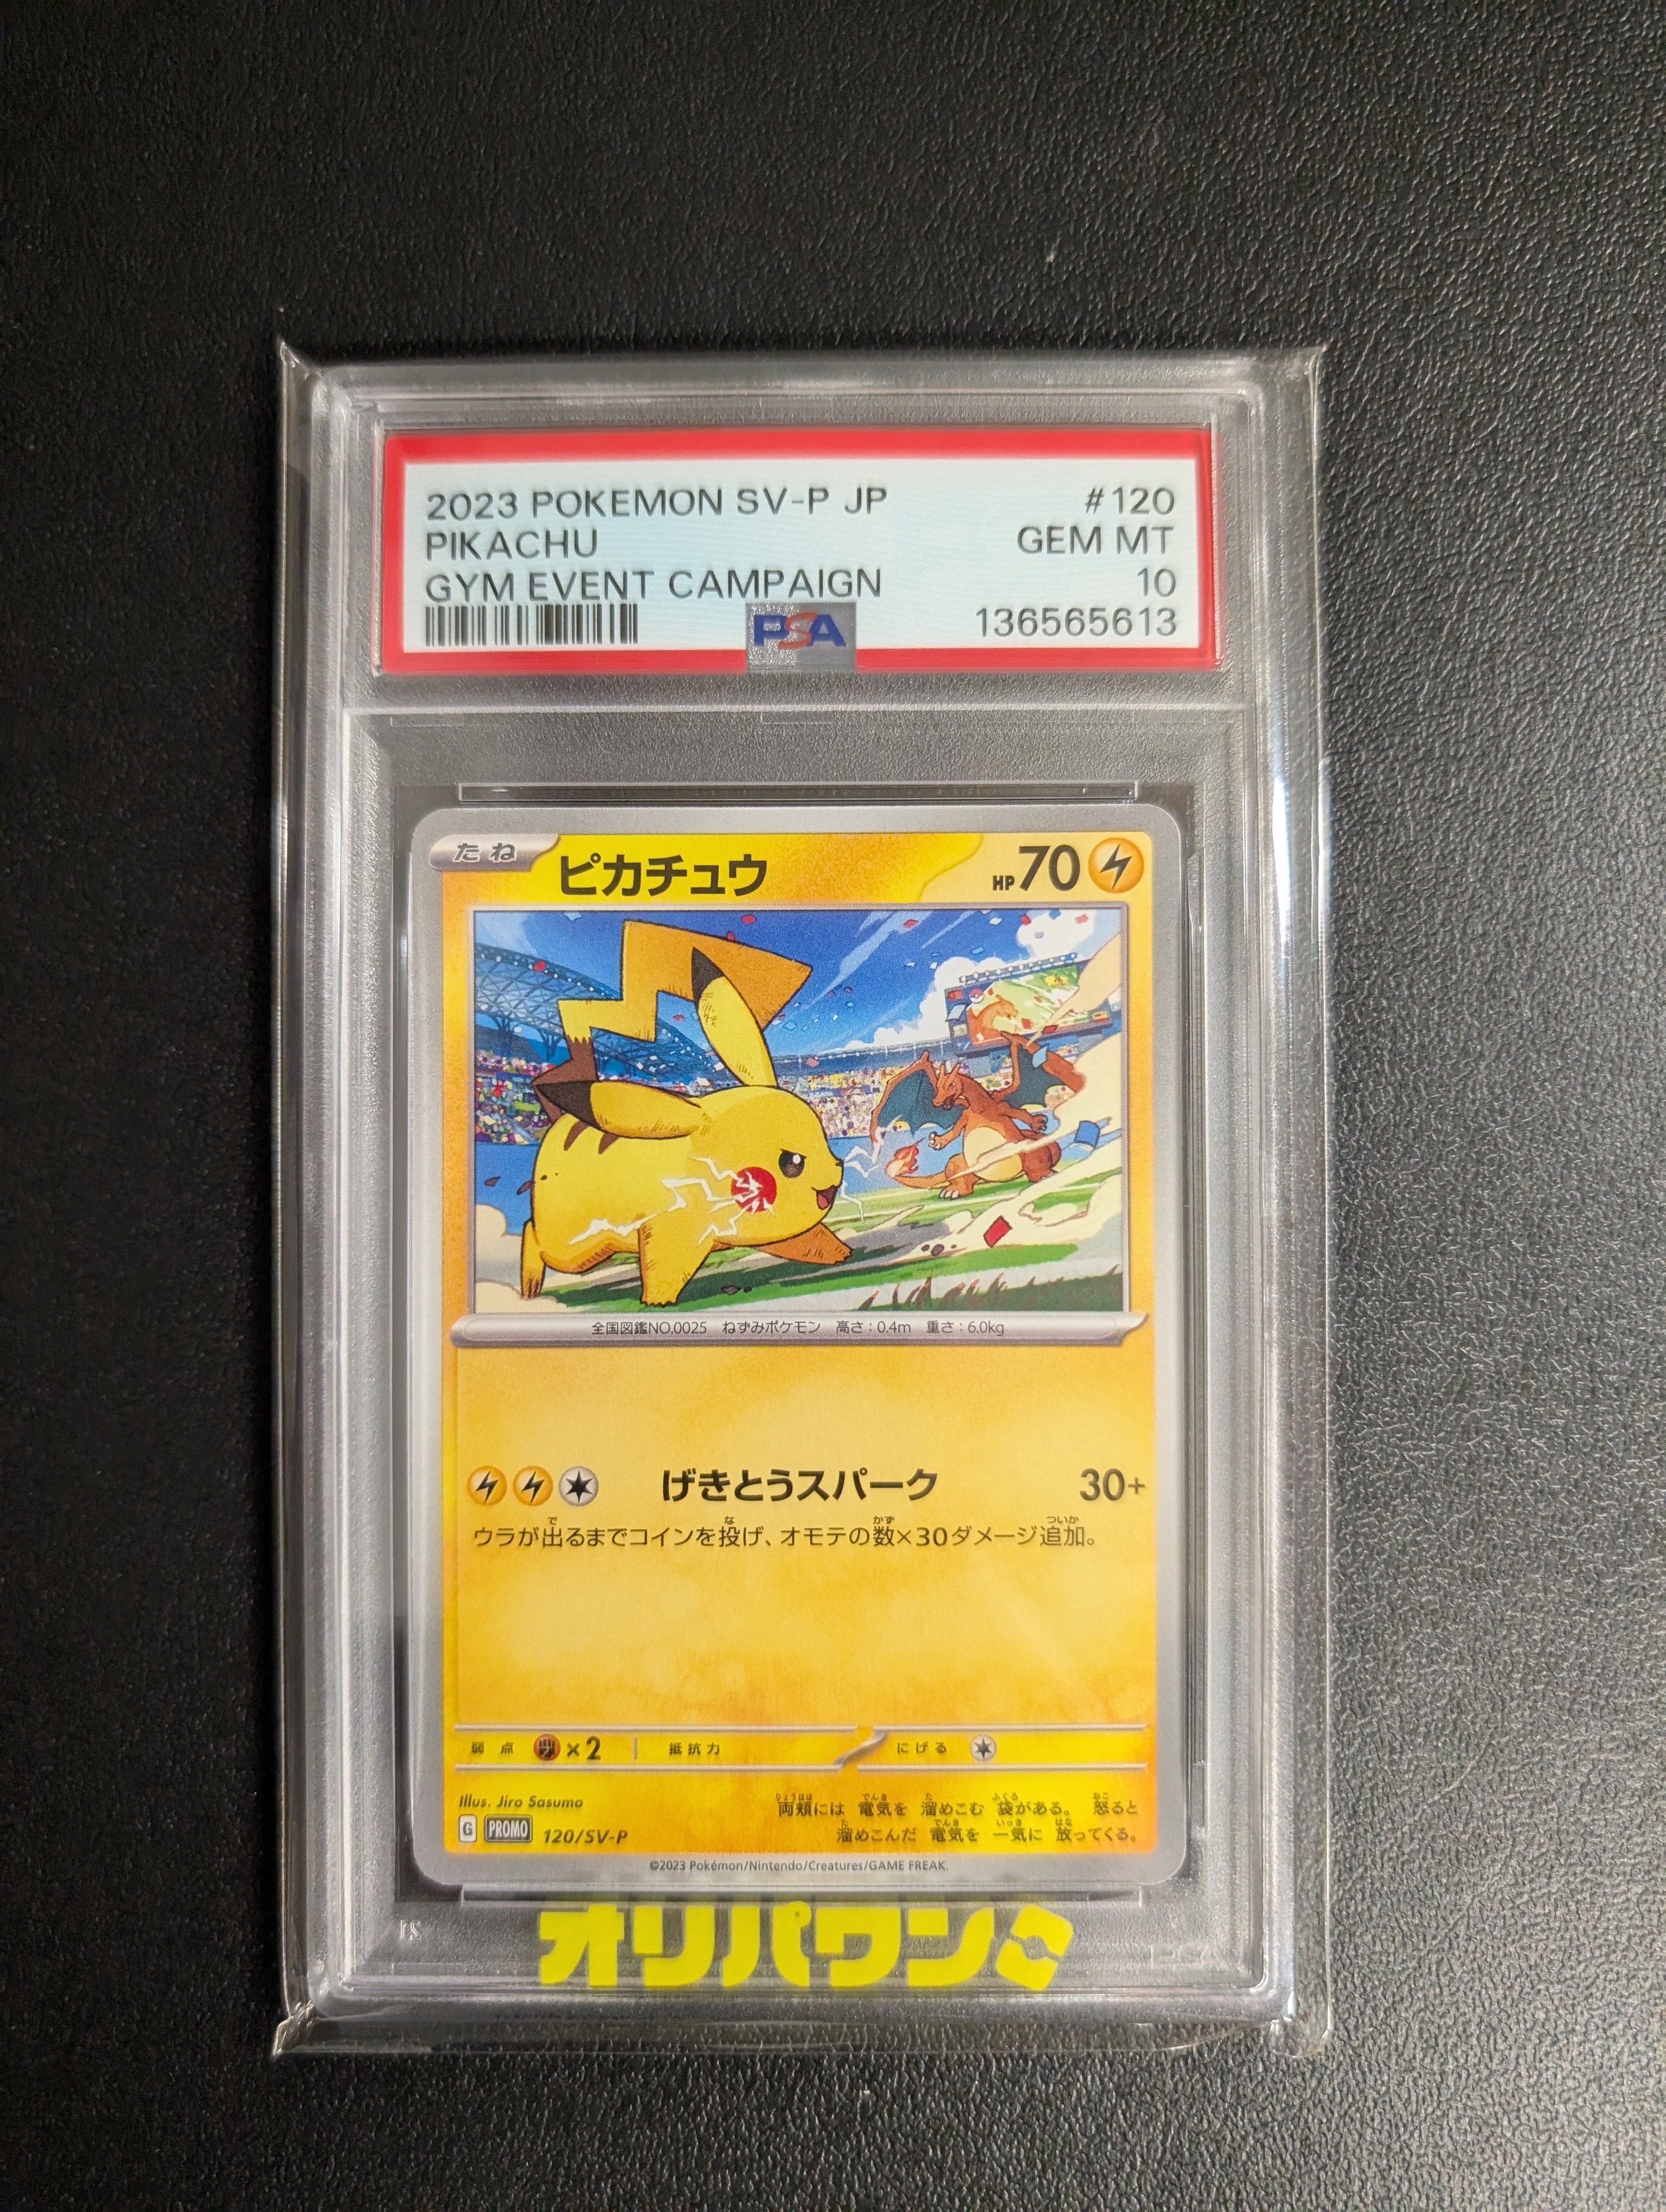 2023 POKEMON SV-P JP #120
PIKACHU GEM MT
GYM EVENT CAMPAIGN 10
PSA 136565613
たね ピカチュウ HP70
全国図鑑NO.0025 ねずみポケモン 高さ:0.4m 重さ:6.0kg
げきとうスパーク 30+
ウラが出るまでコインを投げ、オモテの数×30ダメージ追加。
弱点 ×2 抵抗力 にげる
Illus. Jiro Sasumo
両頬には 電気を 溜めこむ 袋がある。 怒ると
溜めこんだ 電気を 一気に 放ってくる。
G PROMO 120/SV-P
©2023 Pokémon/Nintendo/Creatures/GAME FREAK.
オリパワン